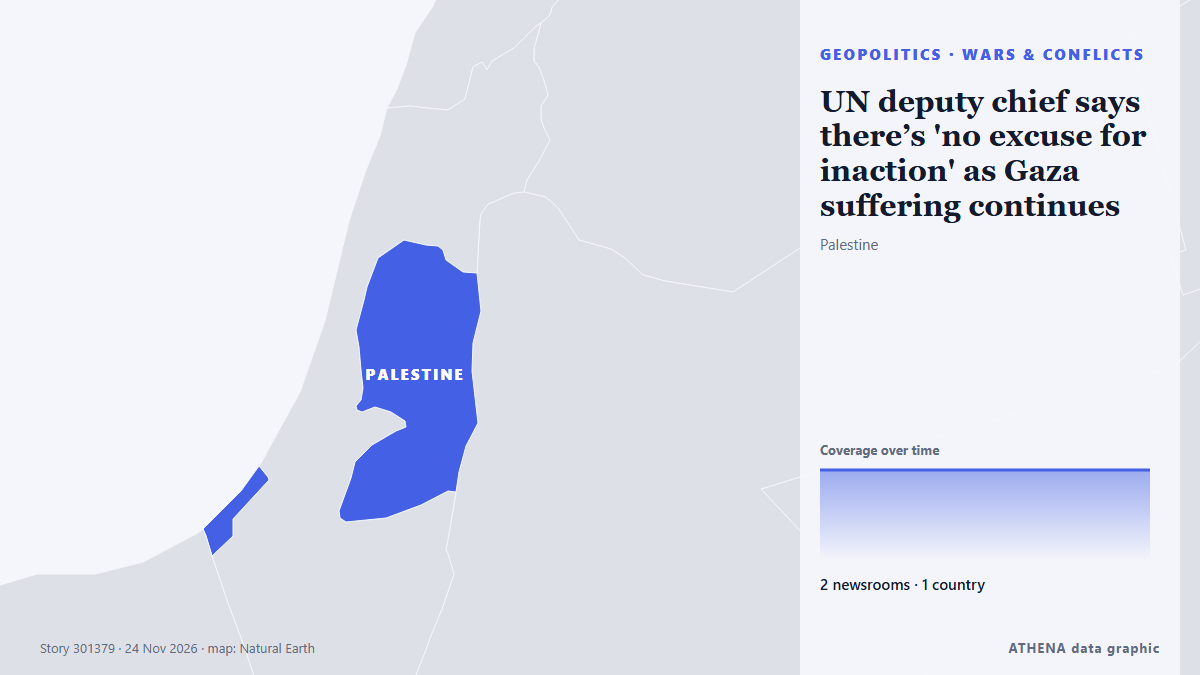 GEOPOLITICS · WARS & CONFLICTS
UN deputy chief says
there’s 'no excuse for
inaction' as Gaza
suffering continues
Palestine
PALESTINE
Coverage over time
2 newsrooms · 1 country
Story 301379 · 24 Nov 2026 · map: Natural Earth
ATHENA data graphic